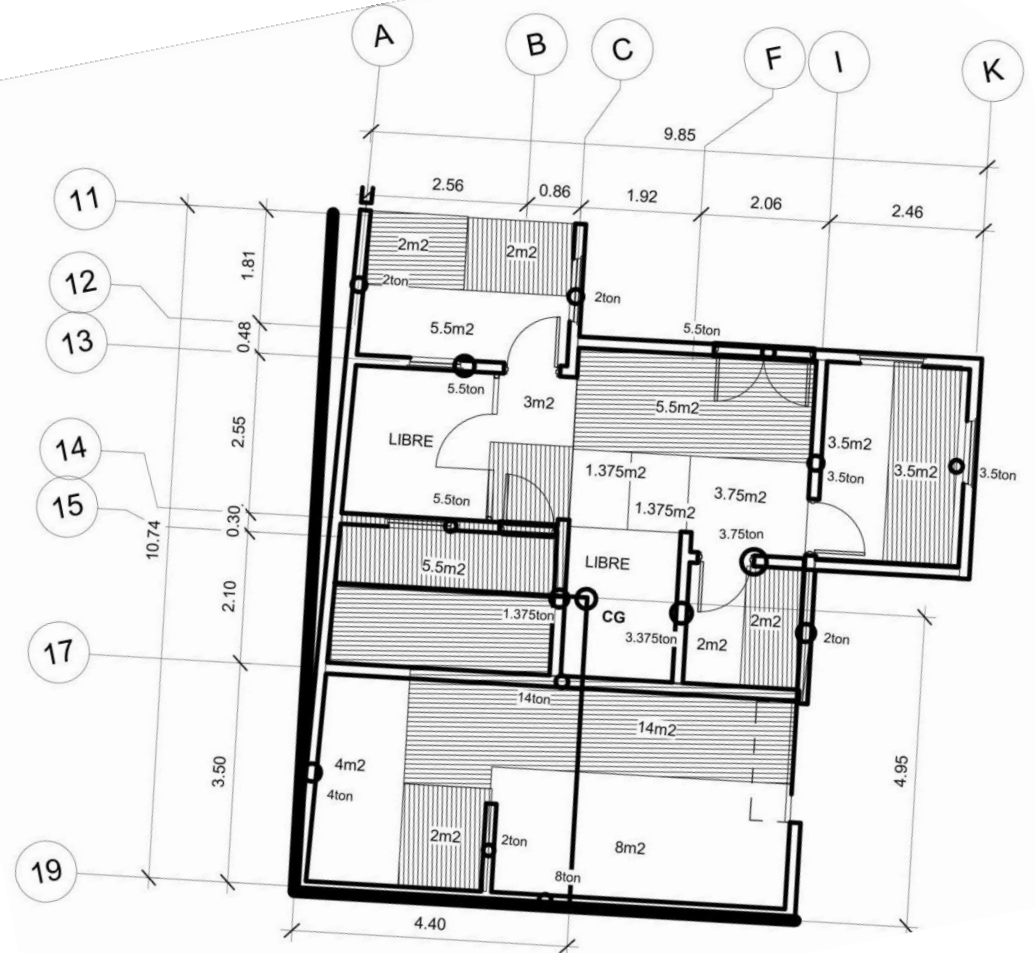 A
B
C
F
I
K
9.85
2.56
0.86
1.92
2.06
2.46
11
12
13
14
15
17
19
1.81
0.48
2.55
0.30
2.10
3.50
10.74
2m2
2m2
2ton
2ton
5.5m2
5.5ton
5.5ton
3m2
5.5m2
LIBRE
1.375m2
1.375m2
3.75m2
3.5m2
3.5m2
3.5ton
3.5ton
5.5ton
3.75ton
5.5m2
LIBRE
1.375ton
CG
3.375ton
2m2
2m2
2ton
14ton
14m2
4m2
4ton
2m2
2ton
8m2
8ton
4.95
4.40